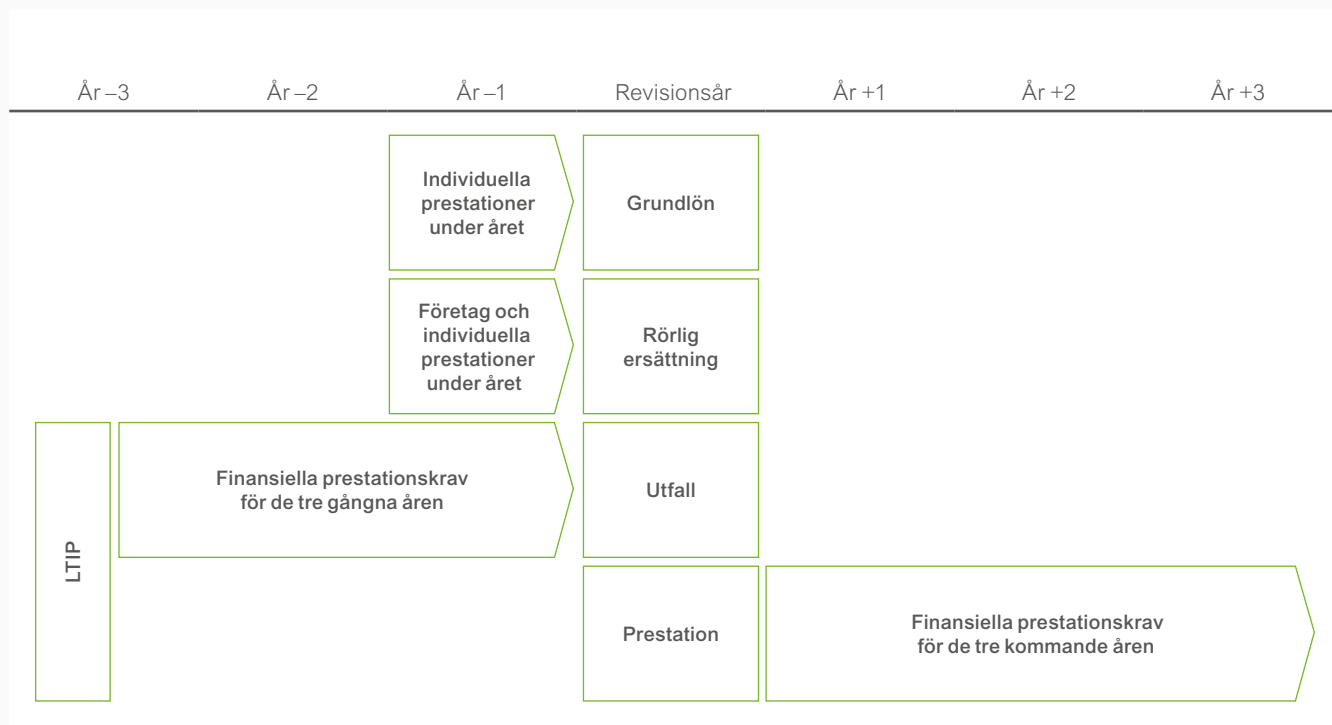 År –3 År –2 År –1 Revisionsår År +1 År +2 År +3
Individuella
prestationer
under året
Grundlön
Företag och
individuella
prestationer
under året
Rörlig
ersättning
LTIP
Finansiella prestationskrav
för de tre gångna åren
Utfall
Prestation
Finansiella prestationskrav
för de tre kommande åren